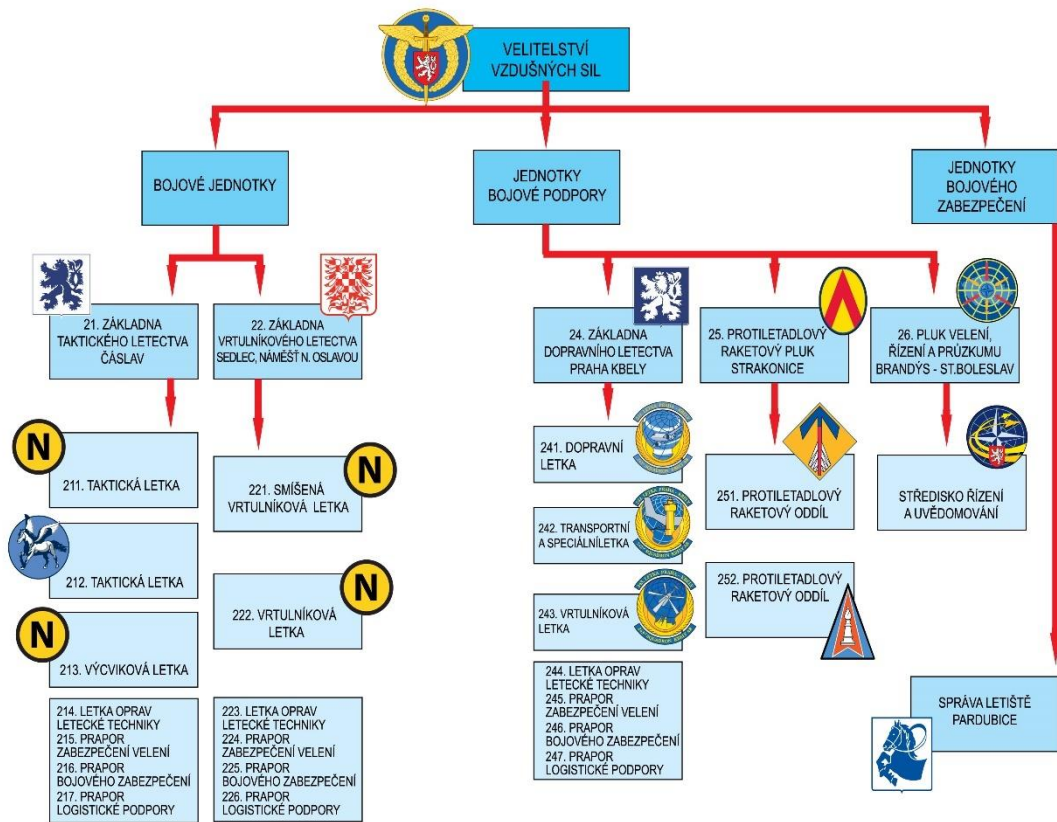 VELITELSTVÍ
VZDUŠNÝCH SIL
BOJOVÉ JEDNOTKY
JEDNOTKY
BOJOVÉ PODPORY
JEDNOTKY
BOJOVÉHO
ZABEZPEČENÍ
21. ZÁKLADNA
TAKTICKÉHO LETECTVA
ČÁSLAV
22. ZÁKLADNA
VRTULNÍKOVÉHO LETECTVA
SEDLEC, NÁMĚŠŤ N. OSLAVOU
24. ZÁKLADNA
DOPRAVNÍHO LETECTVA
PRAHA KBELY
25. PROTILETADLOVÝ
RAKETOVÝ PLUK
STRAKONICE
26. PLUK VELENÍ,
ŘÍZENÍ A PRŮZKUMU
BRANDÝS - ST.BOLESLAV
N
211. TAKTICKÁ LETKA
212. TAKTICKÁ LETKA
N
213. VÝCVIKOVÁ LETKA
214. LETKA OPRAV
LETECKÉ TECHNIKY
215. PRAPOR
ZABEZPEČENÍ VELENÍ
216. PRAPOR
BOJOVÉHO ZABEZPEČENÍ
217. PRAPOR
LOGISTICKÉ PODPORY
N
221. SMÍŠENÁ
VRTULNÍKOVÁ LETKA
N
222. VRTULNÍKOVÁ
LETKA
223. LETKA OPRAV
LETECKÉ TECHNIKY
224. PRAPOR
ZABEZPEČENÍ VELENÍ
225. PRAPOR
BOJOVÉHO ZABEZPEČENÍ
226. PRAPOR
LOGISTICKÉ PODPORY
241. DOPRAVNÍ
LETKA
242. TRANSPORTNÍ
A SPECIÁLNÍLETKA
243. VRTULNÍKOVÁ
LETKA
244. LETKA OPRAV
LETECKÉ TECHNIKY
245. PRAPOR
ZABEZPEČENÍ VELENÍ
246. PRAPOR
BOJOVÉHO ZABEZPEČENÍ
247. PRAPOR
LOGISTICKÉ PODPORY
251. PROTILETADLOVÝ
RAKETOVÝ ODDÍL
252. PROTILETADLOVÝ
RAKETOVÝ ODDÍL
STŘEDISKO ŘÍZENÍ
A UVĚDOMOVÁNÍ
SPRÁVA LETIŠTĚ
PARDUBICE